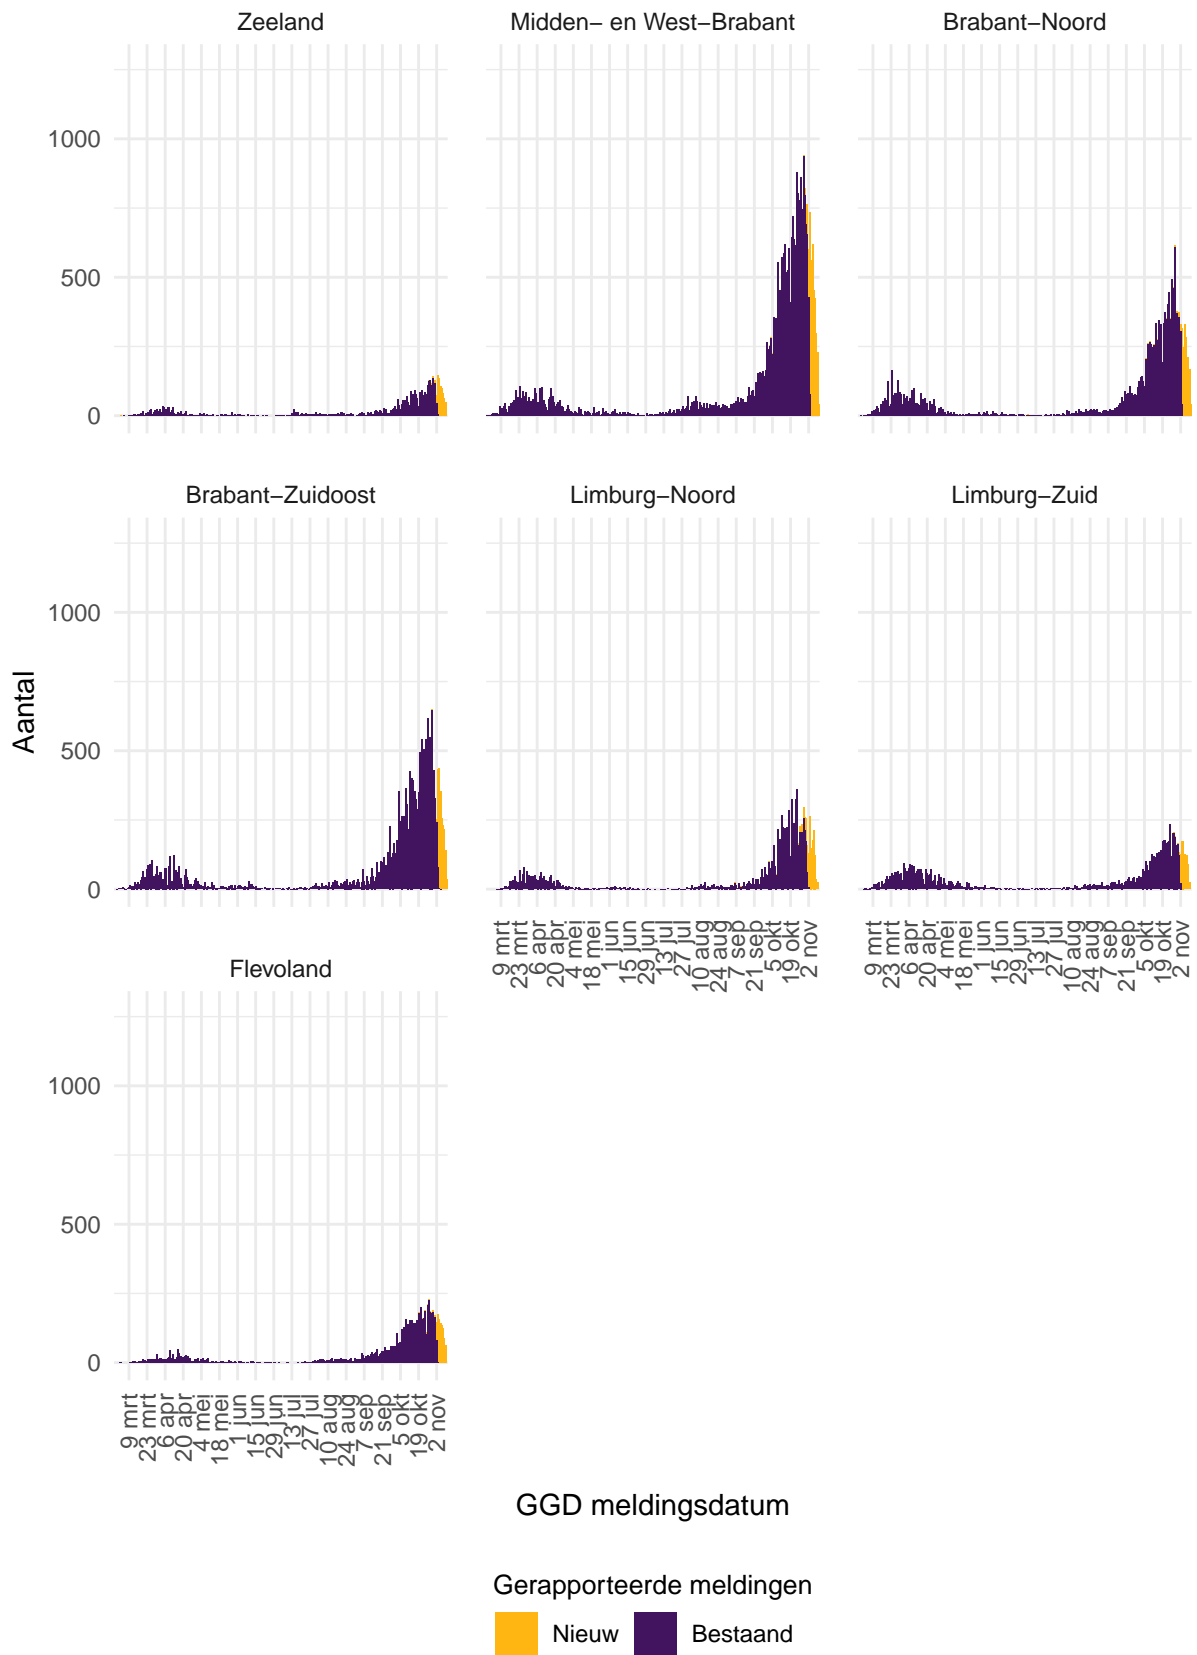 Zeeland
Midden− en West−Brabant
Brabant−Noord
1000
500
0
Brabant−Zuidoost
Limburg−Noord
Limburg−Zuid
1000
500
0
9 mrt
23 mrt
6 apr
20 apr
4 mei
18 mei
1 jun
15 jun
29 jun
13 jul
27 jul
10 aug
24 aug
7 sep
21 sep
5 okt
19 okt
2 nov
9 mrt
23 mrt
6 apr
20 apr
4 mei
18 mei
1 jun
15 jun
29 jun
13 jul
27 jul
10 aug
24 aug
7 sep
21 sep
5 okt
19 okt
2 nov
Flevoland
1000
500
0
9 mrt
23 mrt
6 apr
20 apr
4 mei
18 mei
1 jun
15 jun
29 jun
13 jul
27 jul
10 aug
24 aug
7 sep
21 sep
5 okt
19 okt
2 nov
Aantal
GGD meldingsdatum
Gerapporteerde meldingen
Nieuw
Bestaand